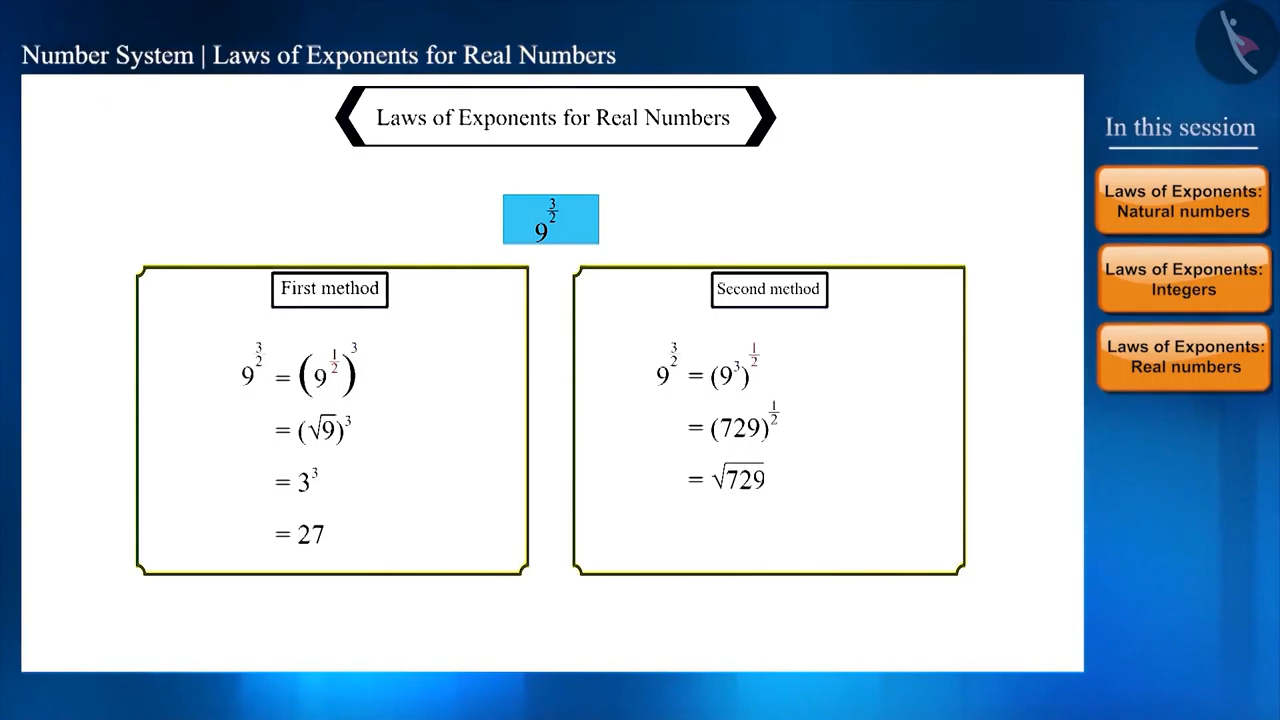 Number System | Laws of Exponents for Real Numbers
Laws of Exponents for Real Numbers
In this session
Laws of Exponents:
Natural numbers
Laws of Exponents:
Integers
Laws of Exponents:
Real numbers
9^(3/2)
First method
9^(3/2) = (9^(1/2))^3
= (√9)^3
= 3^3
= 27
Second method
9^(3/2) = (9^3)^(1/2)
= (729)^(1/2)
= √729